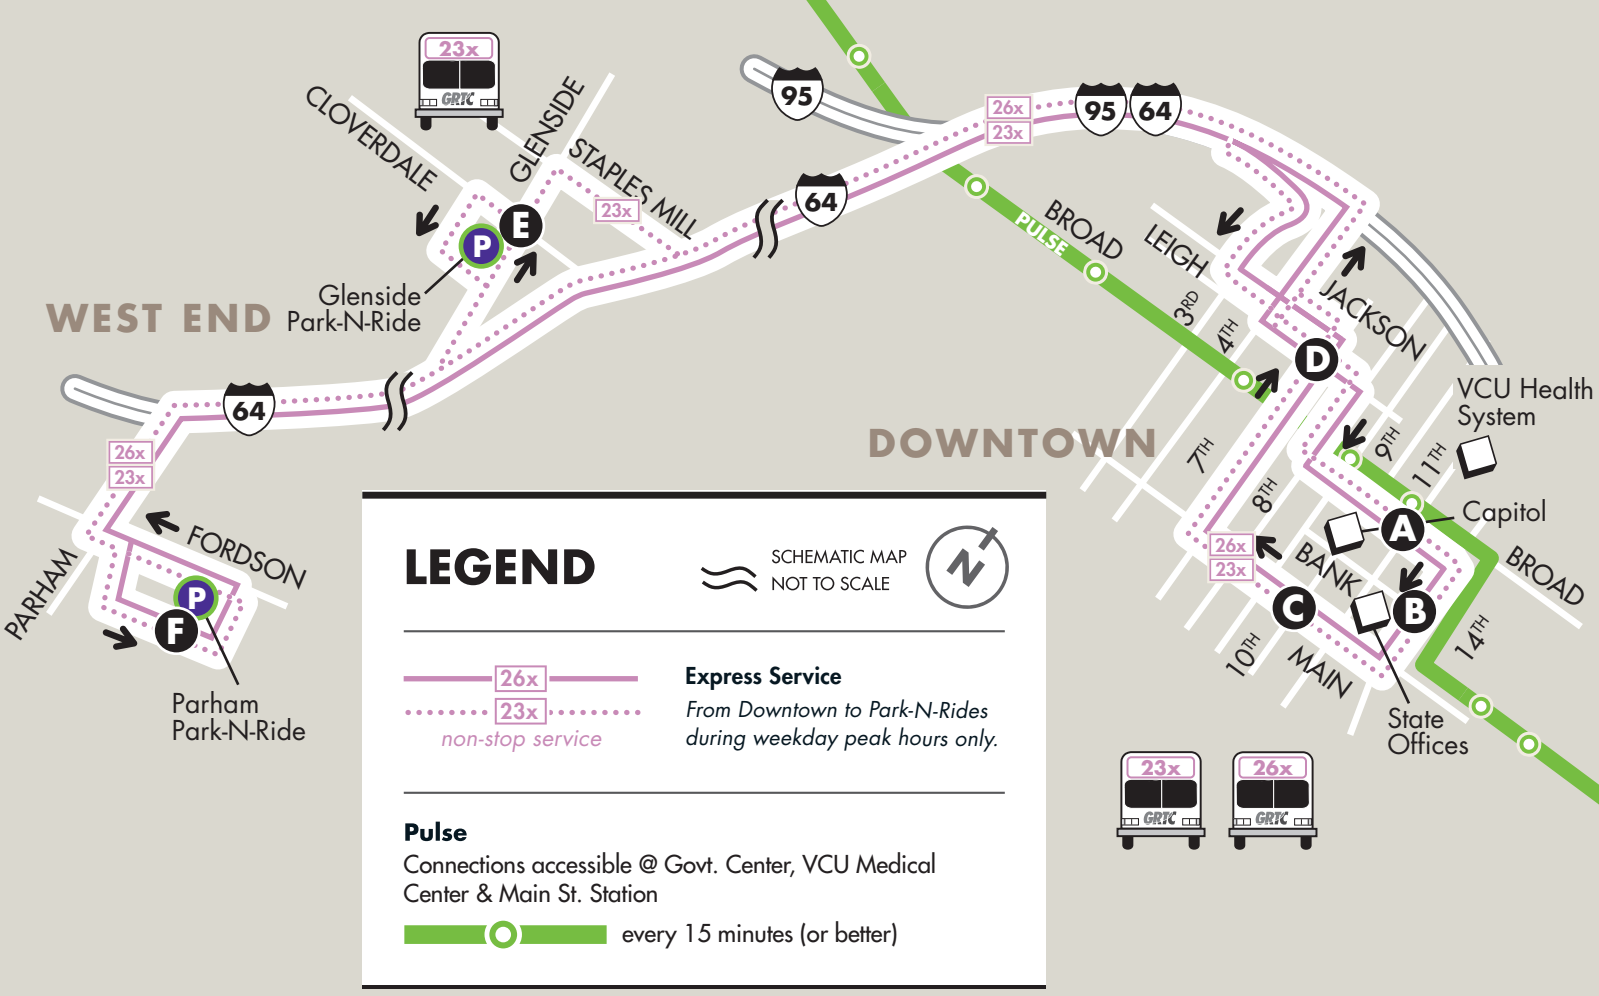 23x
GRTC
CLOVERDALE
GLENSIDE
STAPLES MILL
23x
E
P
Glenside
Park-N-Ride
WEST END
64
26x
23x
FORDSON
PARHAM
P
F
Parham
Park-N-Ride
95
26x
23x
95
64
64
PULSE
BROAD
LEIGH
3RD
4TH
JACKSON
D
VCU Health
System
DOWNTOWN
7TH
8TH
9TH
11TH
Capitol
A
26x
23x
BANK
C
B
BROAD
14TH
10TH
MAIN
State
Offices
23x
GRTC
26x
GRTC
LEGEND
SCHEMATIC MAP
NOT TO SCALE
N
26x
23x
non-stop service
Express Service
From Downtown to Park-N-Rides
during weekday peak hours only.
Pulse
Connections accessible @ Govt. Center, VCU Medical
Center & Main St. Station
every 15 minutes (or better)